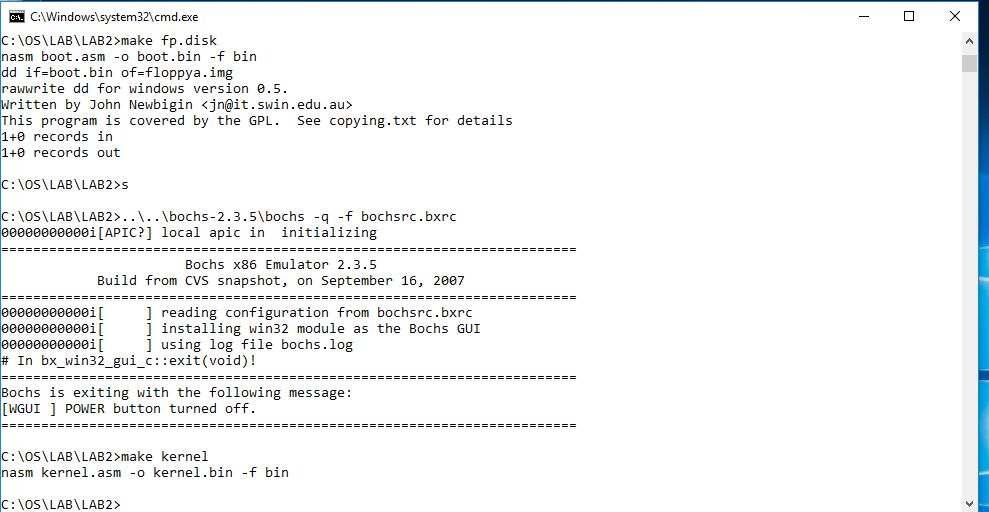 C:\Windows\system32\cmd.exe
C:\OS\LAB\LAB2>make fp.disk
nasm boot.asm -o boot.bin -f bin
dd if=boot.bin of=floppya.img
rawwrite dd for windows version 0.5.
Written by John Newbigin <jn@it.swin.edu.au>
This program is covered by the GPL.  See copying.txt for details
1+0 records in
1+0 records out
C:\OS\LAB\LAB2>s
C:\OS\LAB\LAB2>..\..\bochs-2.3.5\bochs -q -f bochsrc.bxrc
00000000000i[APIC?] local apic in  initializing
========================================================================
Bochs x86 Emulator 2.3.5
Build from CVS snapshot, on September 16, 2007
========================================================================
00000000000i[     ] reading configuration from bochsrc.bxrc
00000000000i[     ] installing win32 module as the Bochs GUI
00000000000i[     ] using log file bochs.log
# In bx_win32_gui_c::exit(void)!
========================================================================
Bochs is exiting with the following message:
[WGUI ] POWER button turned off.
========================================================================
C:\OS\LAB\LAB2>make kernel
nasm kernel.asm -o kernel.bin -f bin
C:\OS\LAB\LAB2>